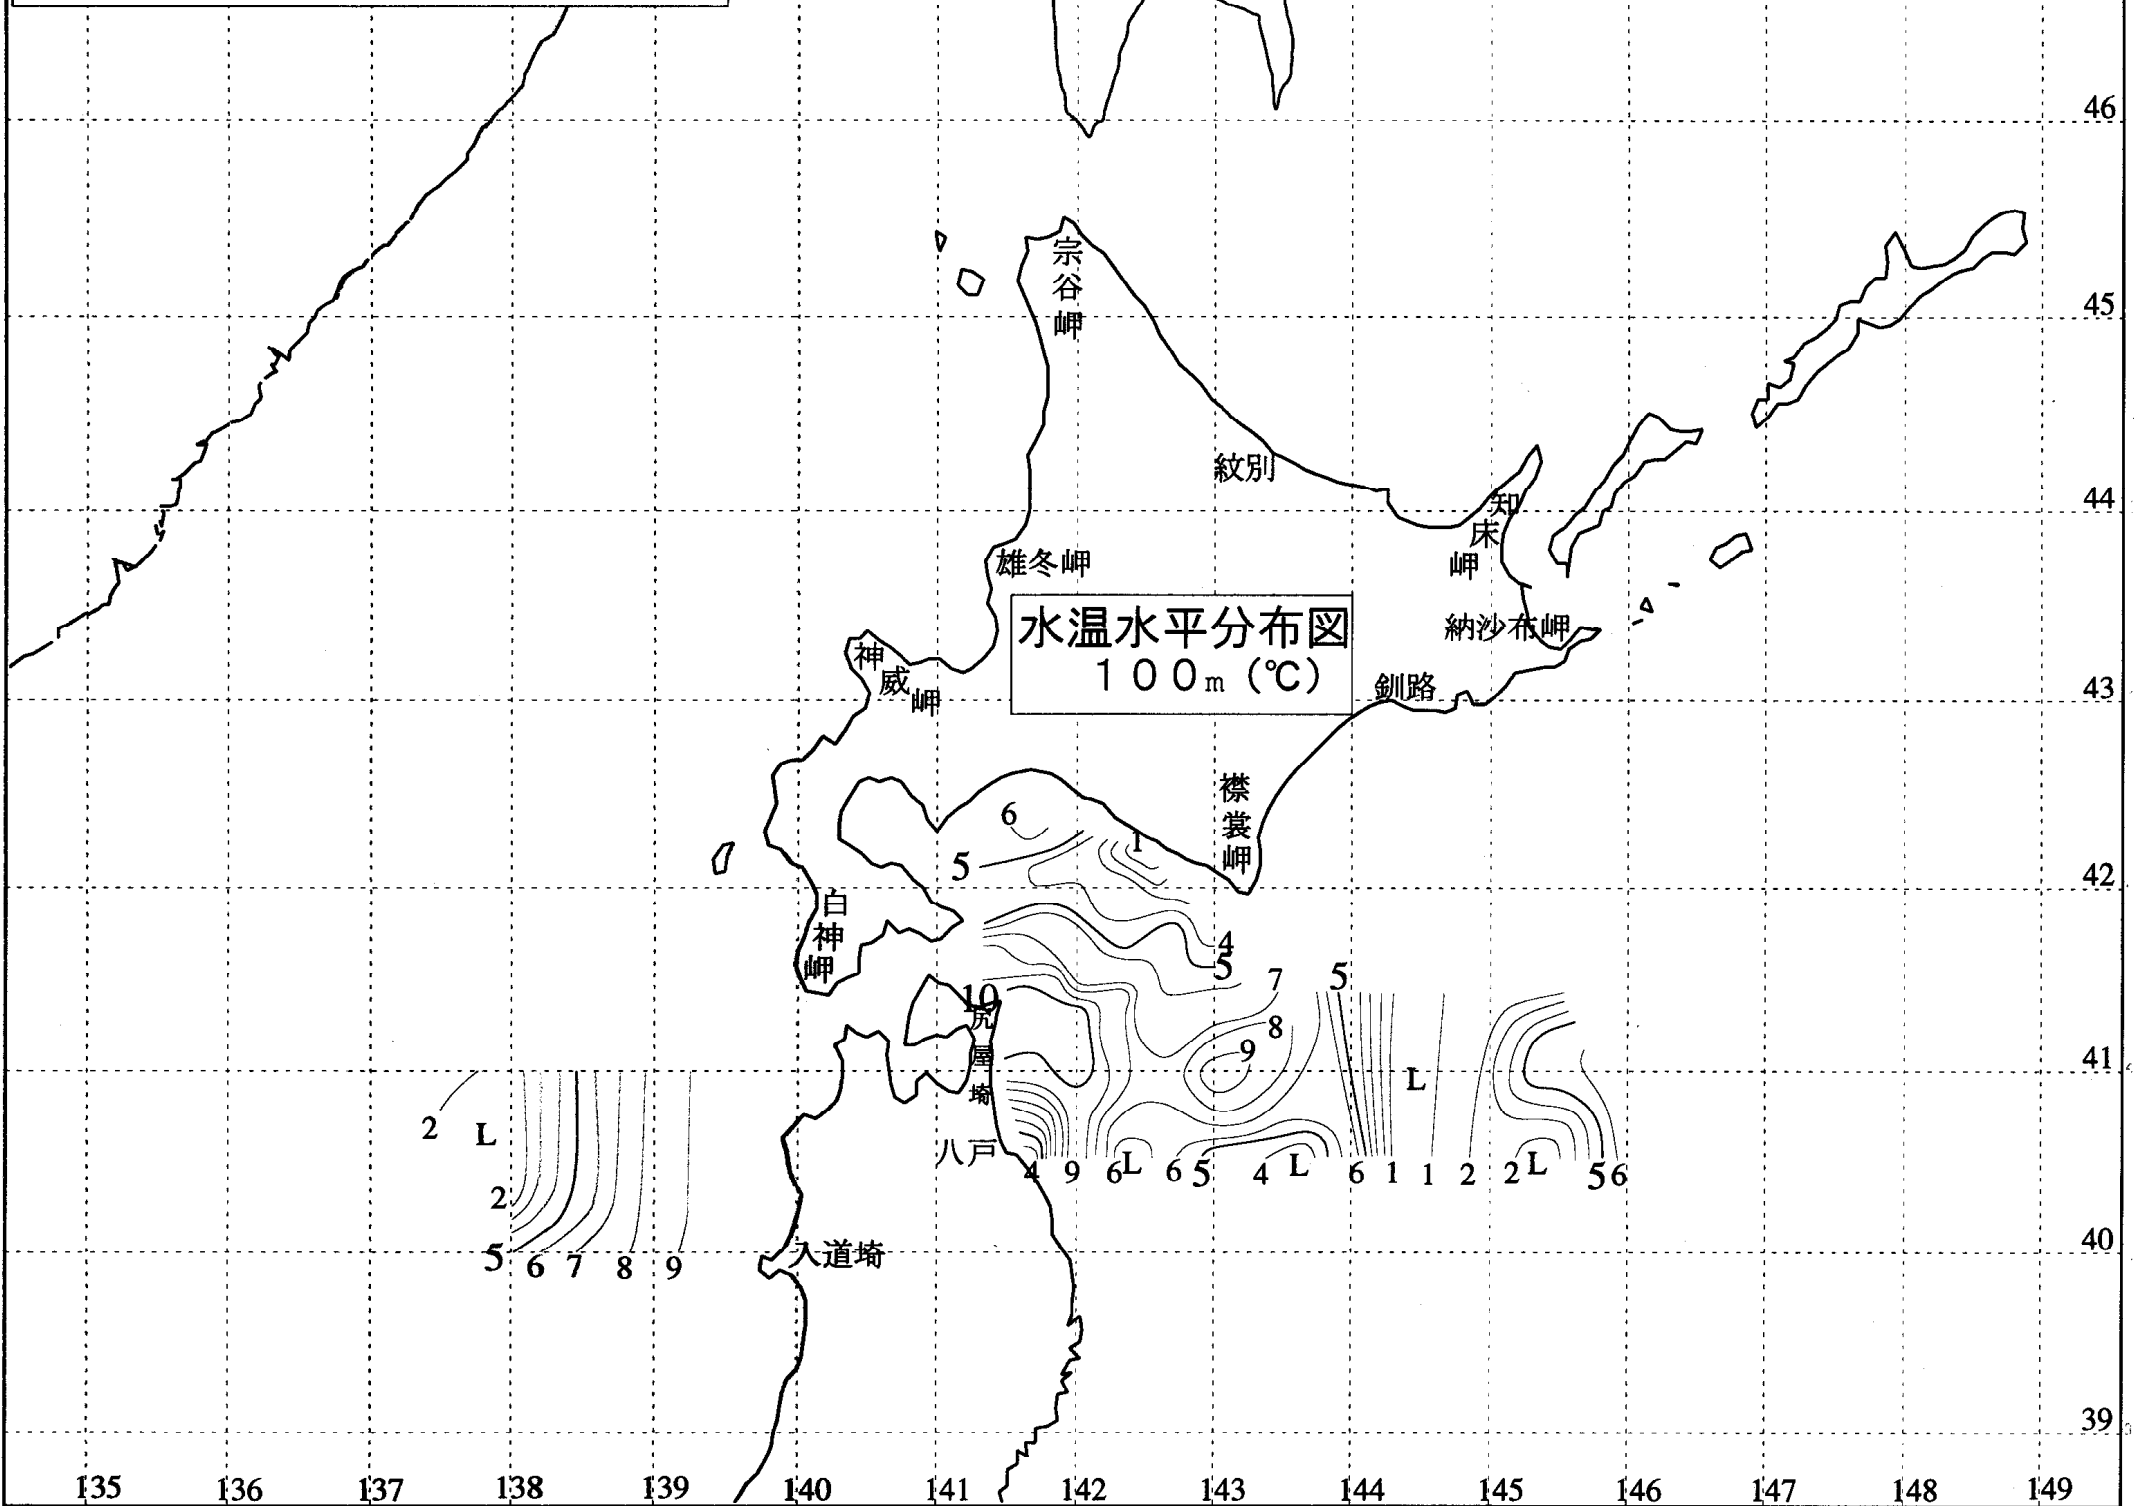 46
宗谷岬
45
紋別
44
知床岬
雄冬岬
水温水平分布図
100m (℃)
納沙布岬
神威岬
釧路
43
襟裳岬
6
1
5
42
白神岬
4
5
7
5
10
尻屋埼
8
9
41
L
2
L
八戸
4
9
6
L
6
5
4
L
6
1
1
2
2
L
5
6
2
5
6
7
8
9
入道埼
40
39
135
136
137
138
139
140
141
142
143
144
145
146
147
148
149